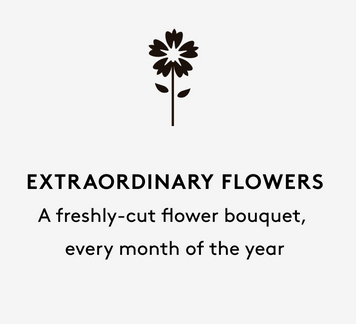 EXTRAORDINARY FLOWERS
A freshly-cut flower bouquet,
every month of the year